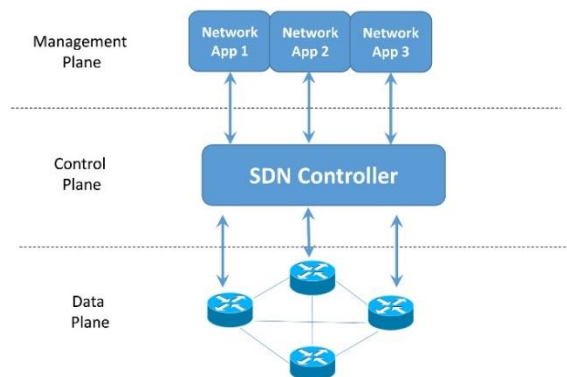 Management
Plane
Network
App 1
Network
App 2
Network
App 3
Control
Plane
SDN Controller
Data
Plane